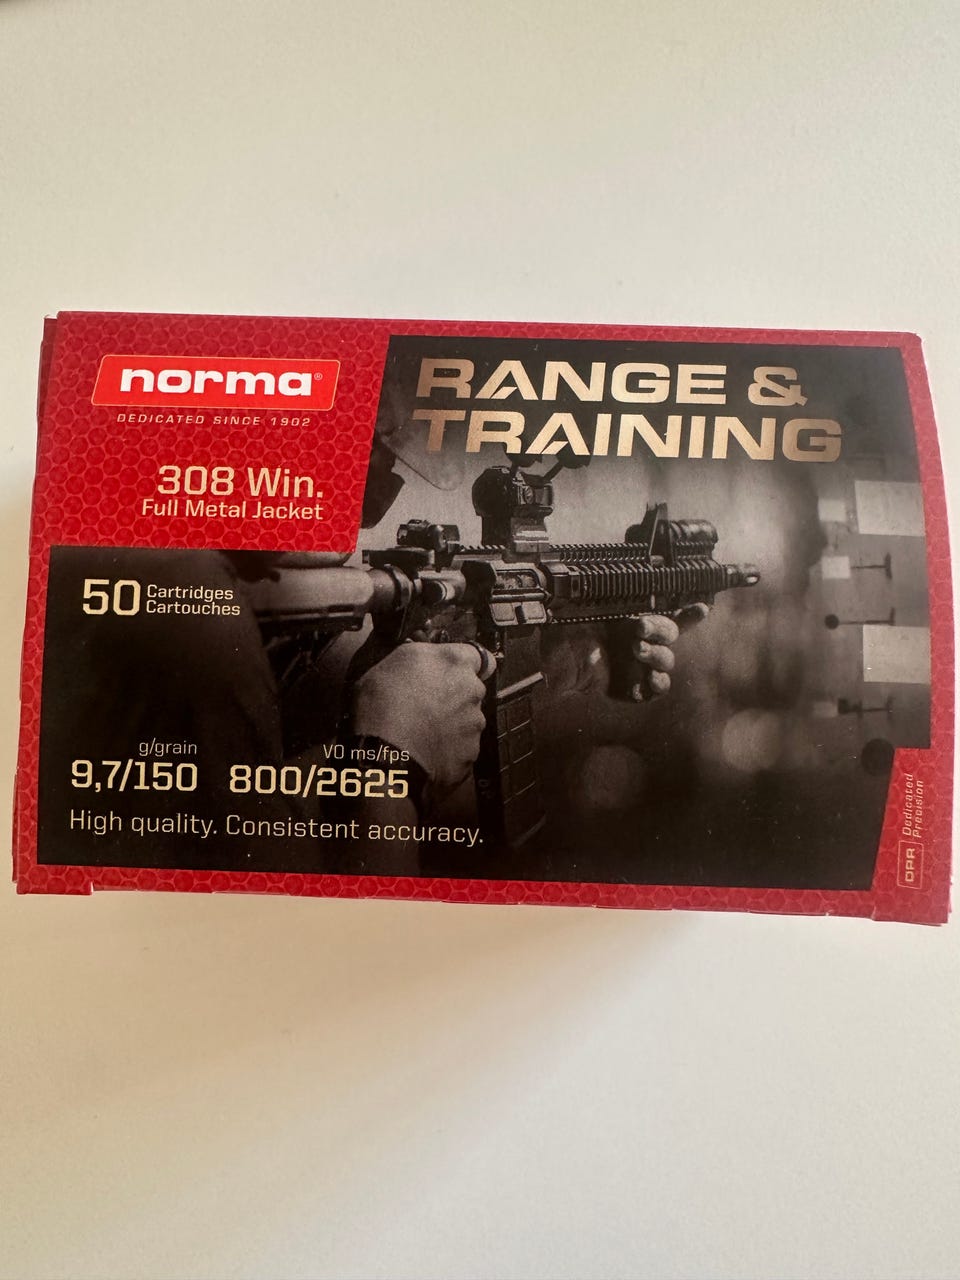 norma®
DEDICATED SINCE 1902
308 Win.
Full Metal Jacket
RANGE &
TRAINING
50 Cartridges
Cartouches
g/grain
9,7/150
V0 ms/fps
800/2625
High quality. Consistent accuracy.
DPR Dedicated
Precision